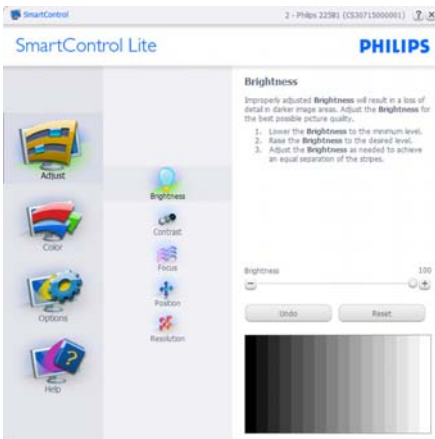 SmartControl
2 - Philips 225B1 (CS30715000001)
? X
SmartControl Lite
PHILIPS
Adjust
Color
Options
Help
Brightness
Contrast
Focus
Position
Resolution
Brightness
Improperly adjusted Brightness will result in a loss of
detail in darker image areas. Adjust the Brightness for
the best possible picture quality.
1. Lower the Brightness to the minimum level.
2. Raise the Brightness to the desired level.
3. Adjust the Brightness as needed to achieve
an equal separation of the stripes.
Brightness 100
Undo
Reset